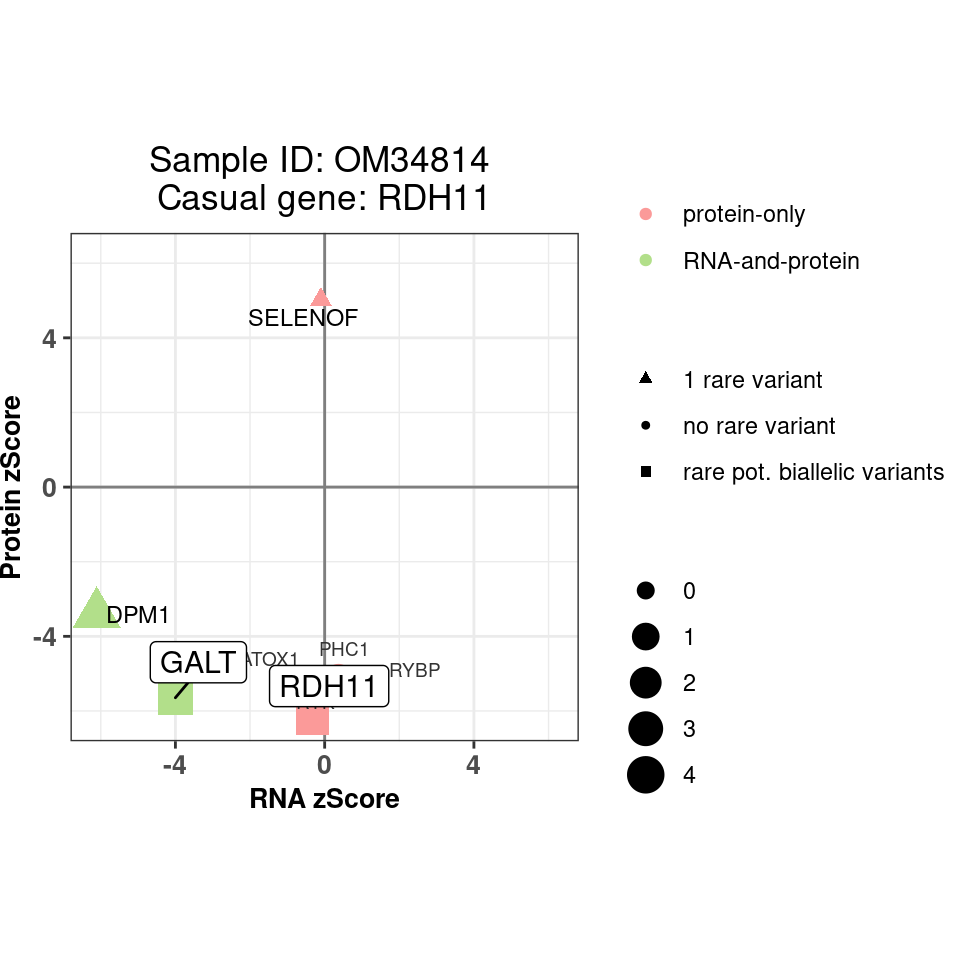 Sample ID: OM34814
Casual gene: RDH11
protein-only
RNA-and-protein
1 rare variant
no rare variant
rare pot. biallelic variants
0
1
2
3
4
Protein zScore
4
0
-4
SELENOF
DPM1
PHC1
ATOX1
RYBP
GALT
RDH11
-4
0
4
RNA zScore